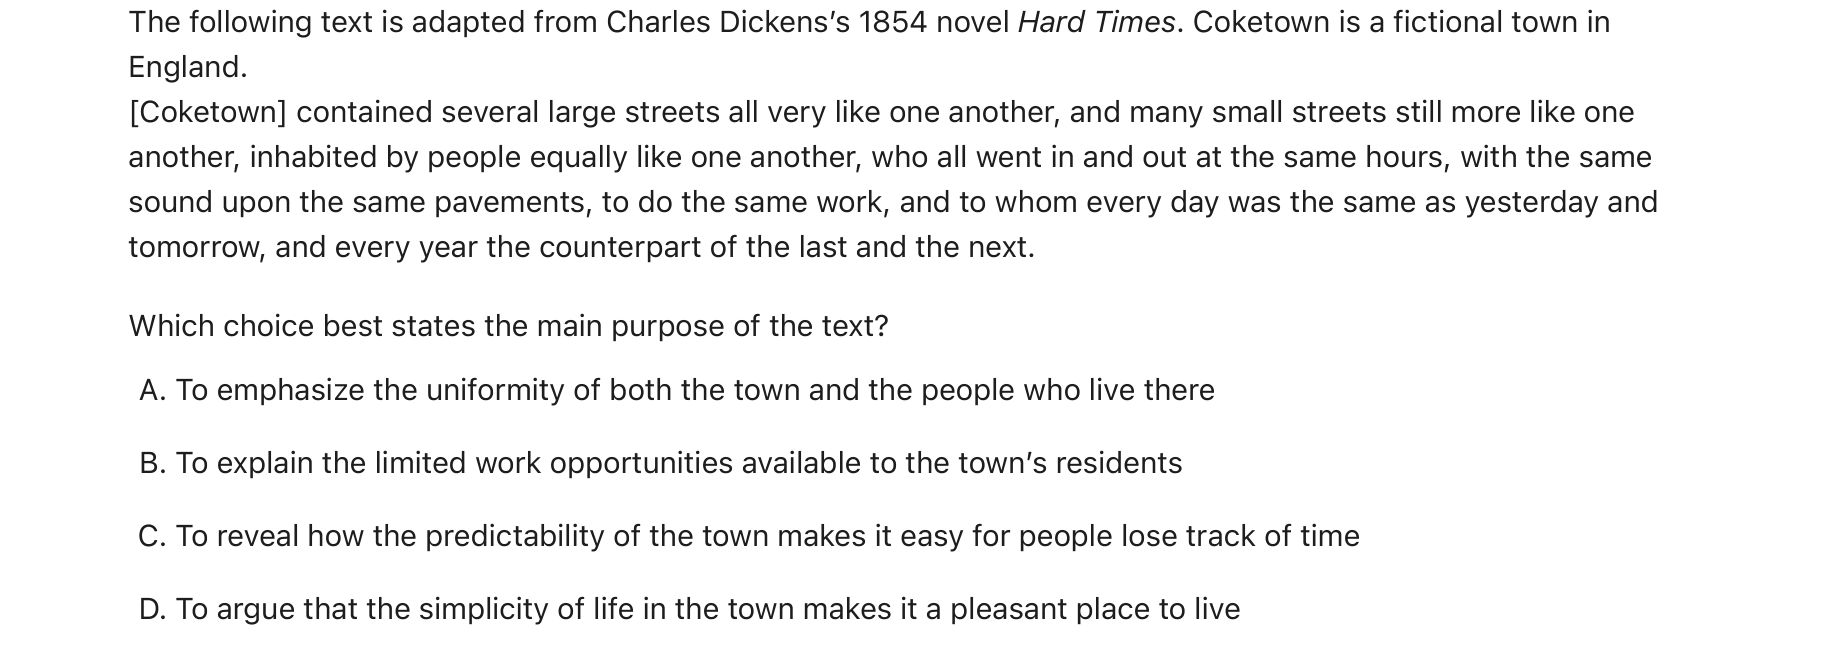 The following text is adapted from Charles Dickens’s 1854 novel Hard Times. Coketown is a fictional town in
England.
[Coketown] contained several large streets all very like one another, and many small streets still more like one
another, inhabited by people equally like one another, who all went in and out at the same hours, with the same
sound upon the same pavements, to do the same work, and to whom every day was the same as yesterday and
tomorrow, and every year the counterpart of the last and the next.
Which choice best states the main purpose of the text?
A. To emphasize the uniformity of both the town and the people who live there
B. To explain the limited work opportunities available to the town’s residents
C. To reveal how the predictability of the town makes it easy for people lose track of time
D. To argue that the simplicity of life in the town makes it a pleasant place to live